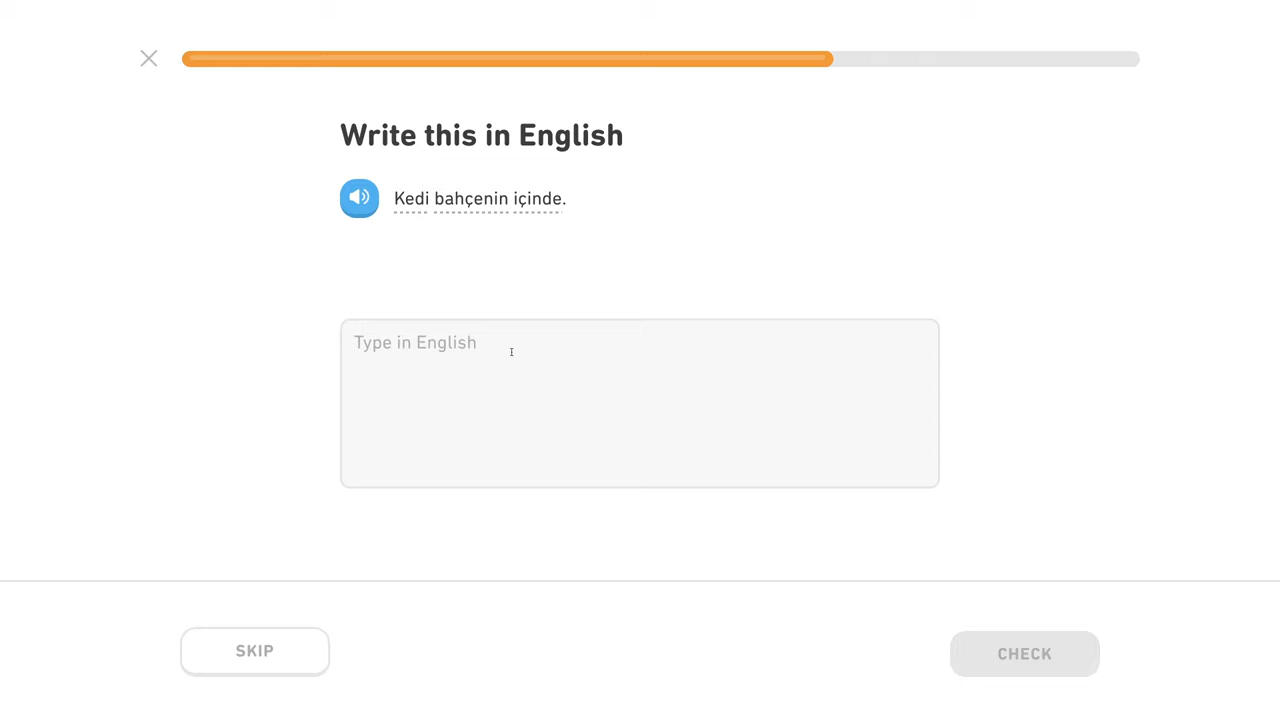 Write this in English
Kedi bahçenin içinde.
Type in English
SKIP
CHECK